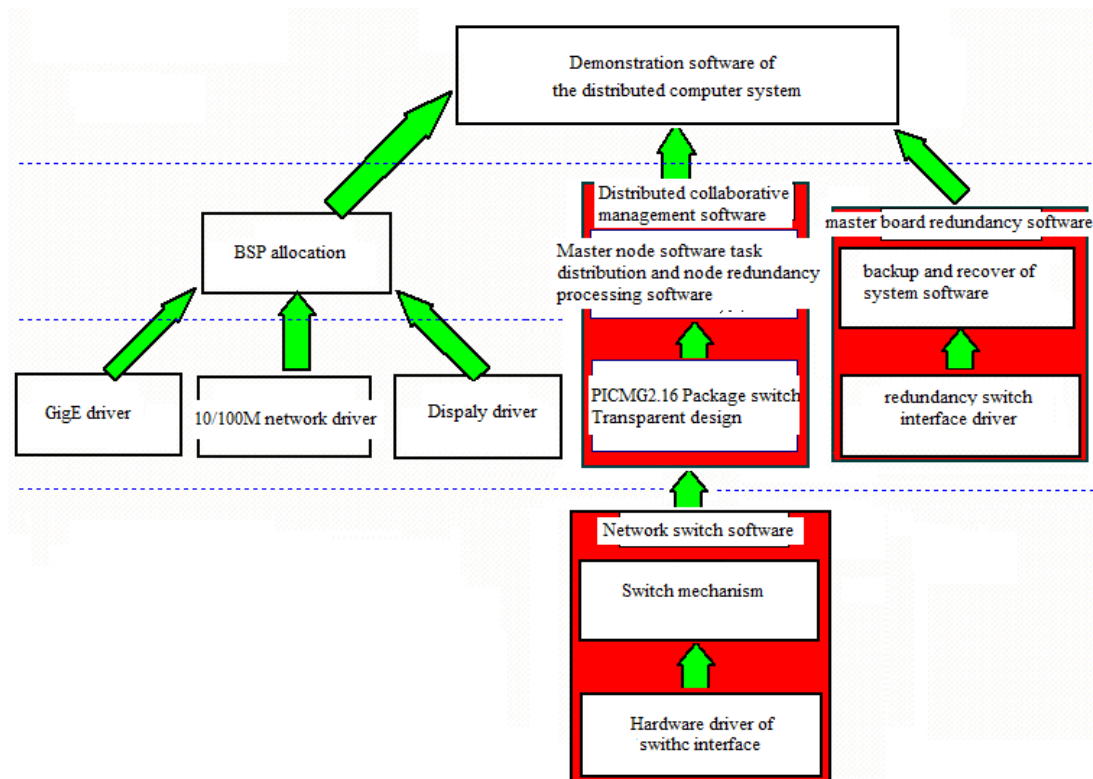 Demonstration software of
the distributed computer system
Distributed collaborative
management software
master board redundancy software
BSP allocation
Master node software task
distribution and node redundancy
processing software
backup and recover of
system software
GigE driver
10/100M network driver
Dispaly driver
PICMG2.16 Package switch
Transparent design
redundancy switch
interface driver
Network switch software
Switch mechanism
Hardware driver of
swithc interface